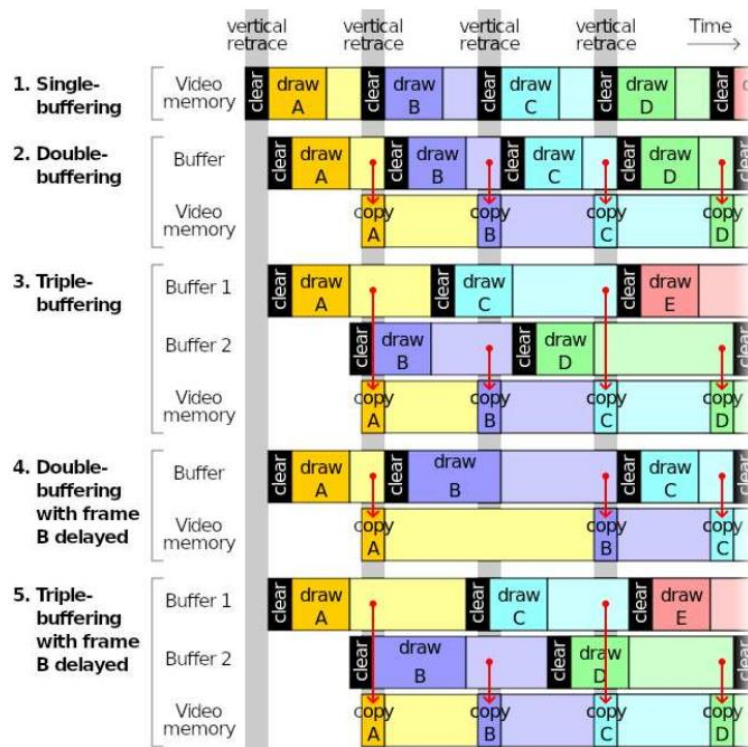 vertical retrace vertical retrace vertical retrace vertical retrace Time
1. Single-buffering
Video memory
clear draw A clear draw B clear draw C clear draw D clear
2. Double-buffering
Buffer
clear draw A clear draw B clear draw C clear draw D clear
Video memory
copy A copy B copy C copy D
3. Triple-buffering
Buffer 1
clear draw A clear draw C clear draw E
Buffer 2
clear draw B clear draw D clear
Video memory
copy A copy B copy C copy D
4. Double-buffering with frame B delayed
Buffer
clear draw A clear draw B clear draw C clear
Video memory
copy A copy B copy C
5. Triple-buffering with frame B delayed
Buffer 1
clear draw A clear draw C clear draw E
Buffer 2
clear draw B clear draw D clear
Video memory
copy A copy B copy C copy D